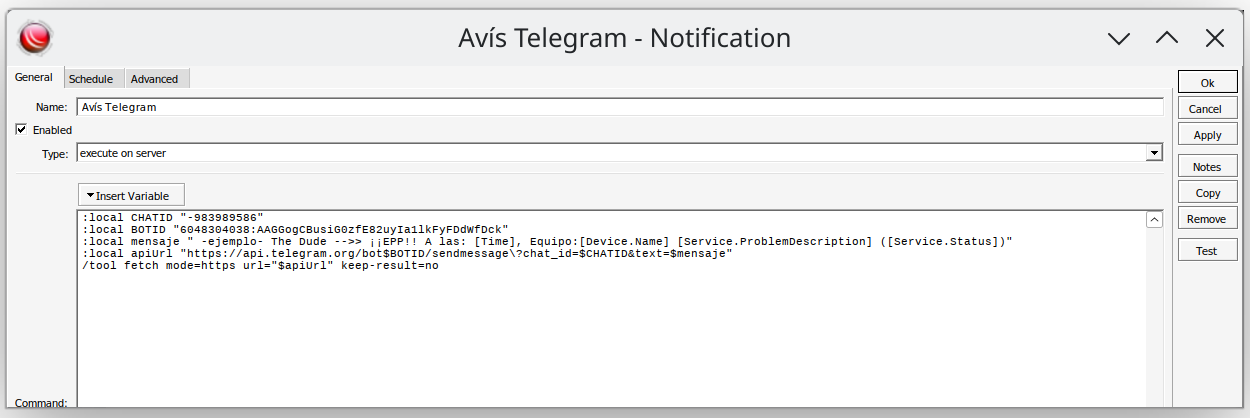 Avís Telegram - Notification
General Schedule Advanced
Ok
Name: Avís Telegram
Cancel
Enabled
Apply
Type: execute on server
Notes
Insert Variable
Copy
Remove
Test
:local CHATID "-983989586"
:local BOTID "6048304038:AAGGogCBusiG0zfE82uyIa1lkFyFDdWfDck"
:local mensaje " -ejemplo- The Dude -->> ¡¡EPP!! A las: [Time], Equipo:[Device.Name] [Service.ProblemDescription] ([Service.Status])"
:local apiUrl "https://api.telegram.org/bot$BOTID/sendmessage\?chat_id=$CHATID&text=$mensaje"
/tool fetch mode=https url="$apiUrl" keep-result=no
Command: